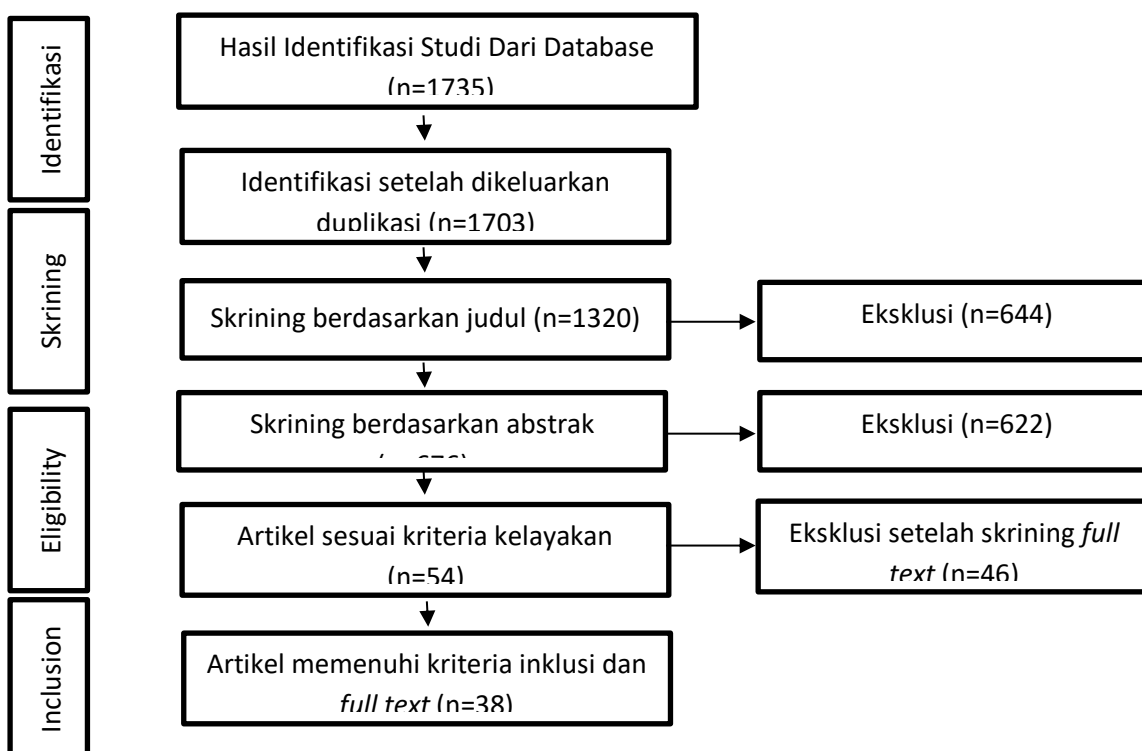 Identifikasi
Hasil Identifikasi Studi Dari Database
(n=1735)
Identifikasi setelah dikeluarkan
duplikasi (n=1703)
Skrining
Skrining berdasarkan judul (n=1320)
Eksklusi (n=644)
Skrining berdasarkan abstrak
Eksklusi (n=622)
Eligibility
Artikel sesuai kriteria kelayakan
(n=54)
Eksklusi setelah skrining full
text (n=46)
Inclusion
Artikel memenuhi kriteria inklusi dan
full text (n=38)